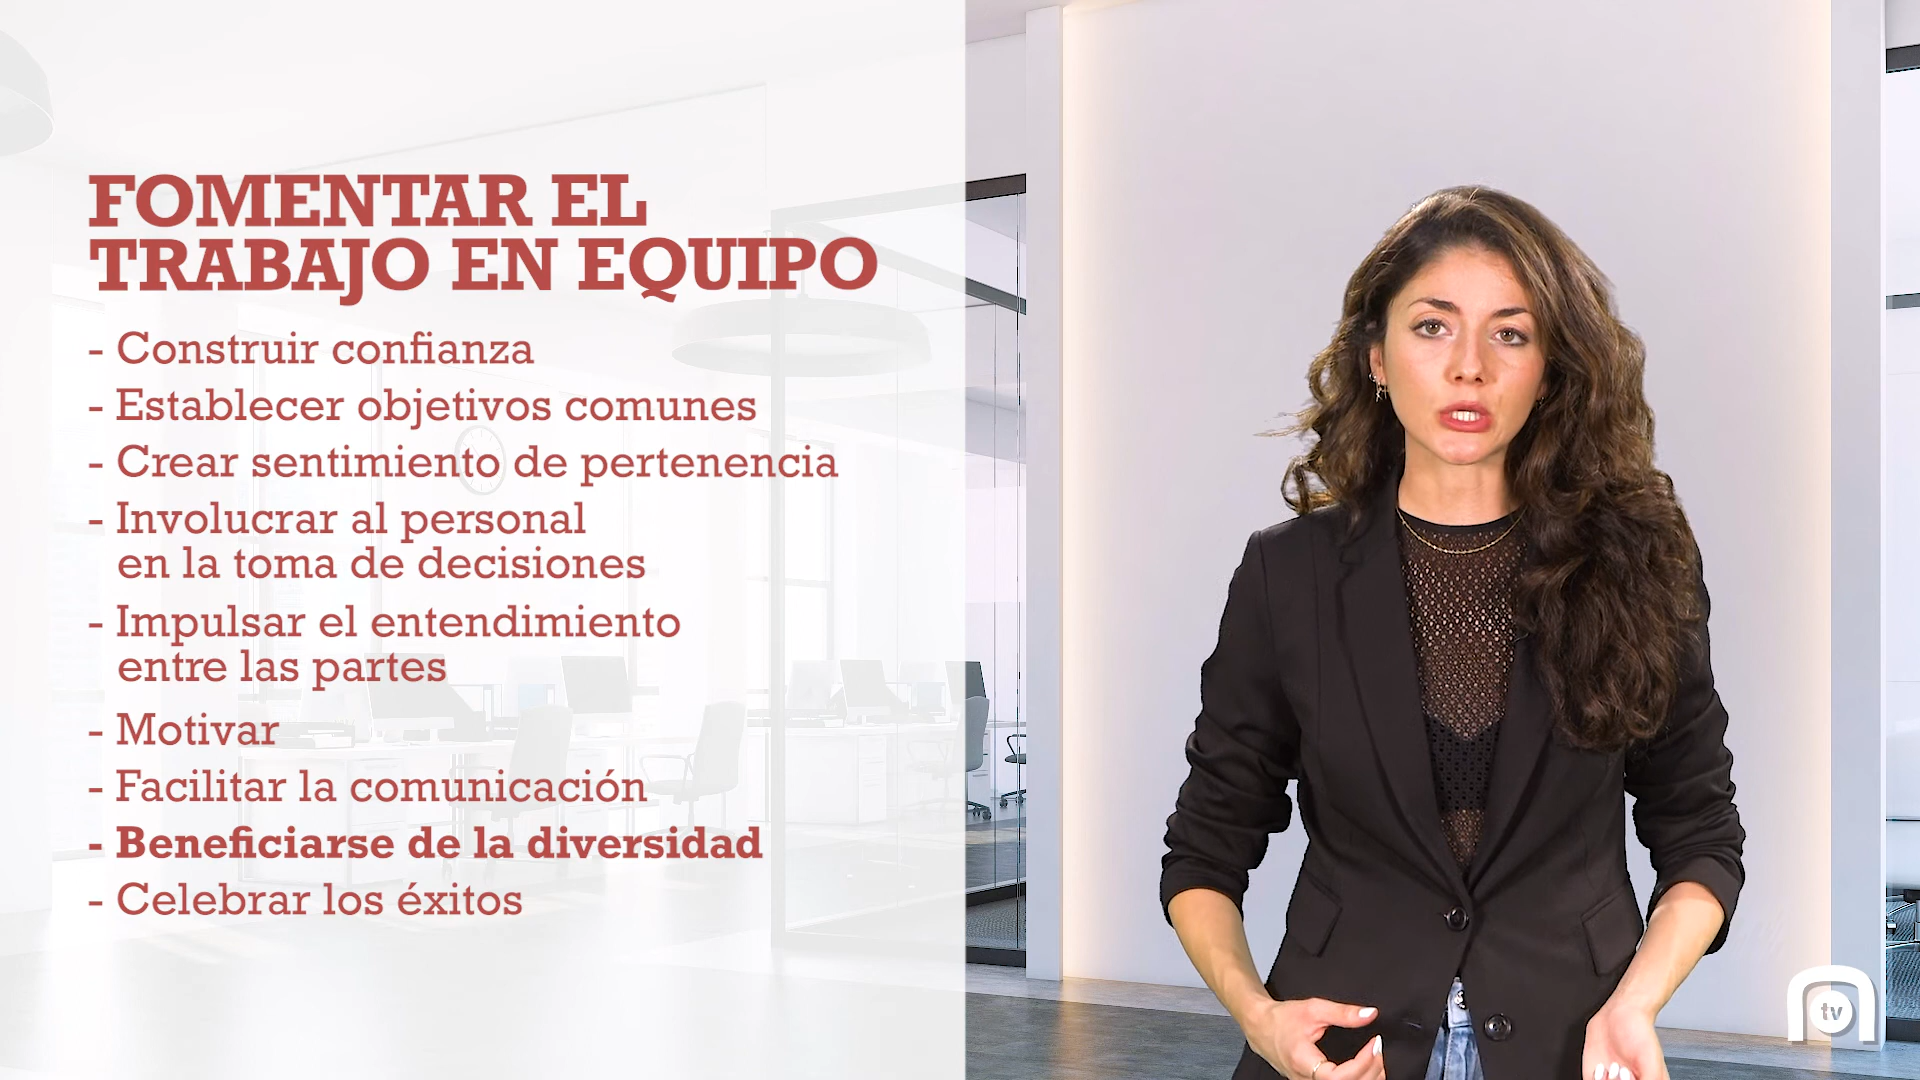 FOMENTAR EL
TRABAJO EN EQUIPO
- Construir confianza
- Establecer objetivos comunes
- Crear sentimiento de pertenencia
- Involucrar al personal
en la toma de decisiones
- Impulsar el entendimiento
entre las partes
- Motivar
- Facilitar la comunicación
- Beneficiarse de la diversidad
- Celebrar los éxitos
tv